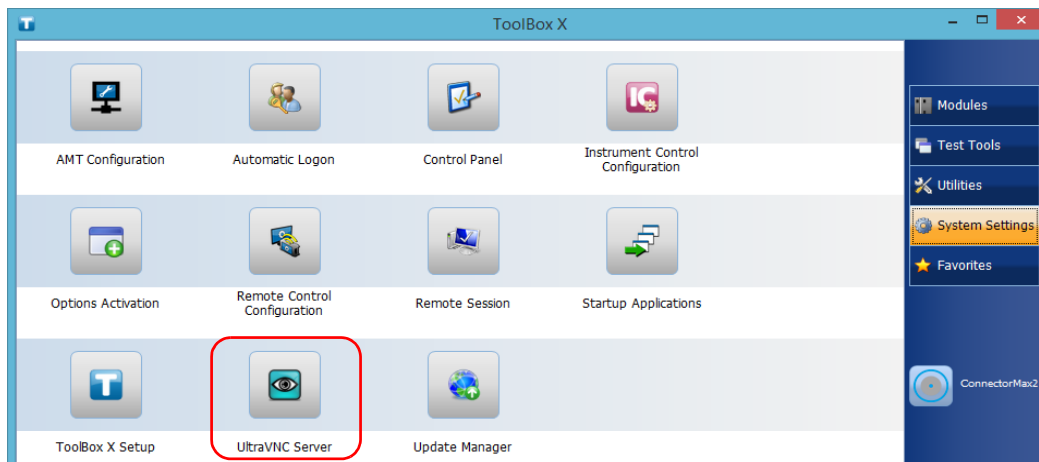 T
ToolBox X
AMT Configuration
Automatic Logon
Control Panel
IC
Instrument Control
Configuration
Options Activation
Remote Control
Configuration
Remote Session
Startup Applications
T
ToolBox X Setup
UltraVNC Server
Update Manager
Modules
Test Tools
Utilities
System Settings
Favorites
ConnectorMax2